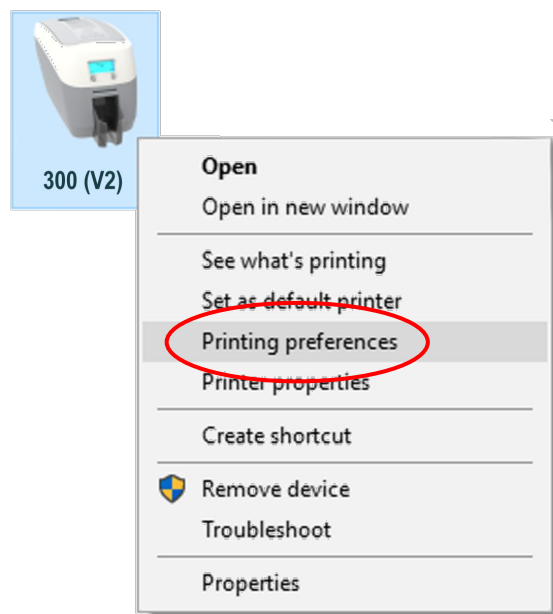 300 (V2)
Open
Open in new window
See what's printing
Set as default printer
Printing preferences
Printer properties
Create shortcut
Remove device
Troubleshoot
Properties